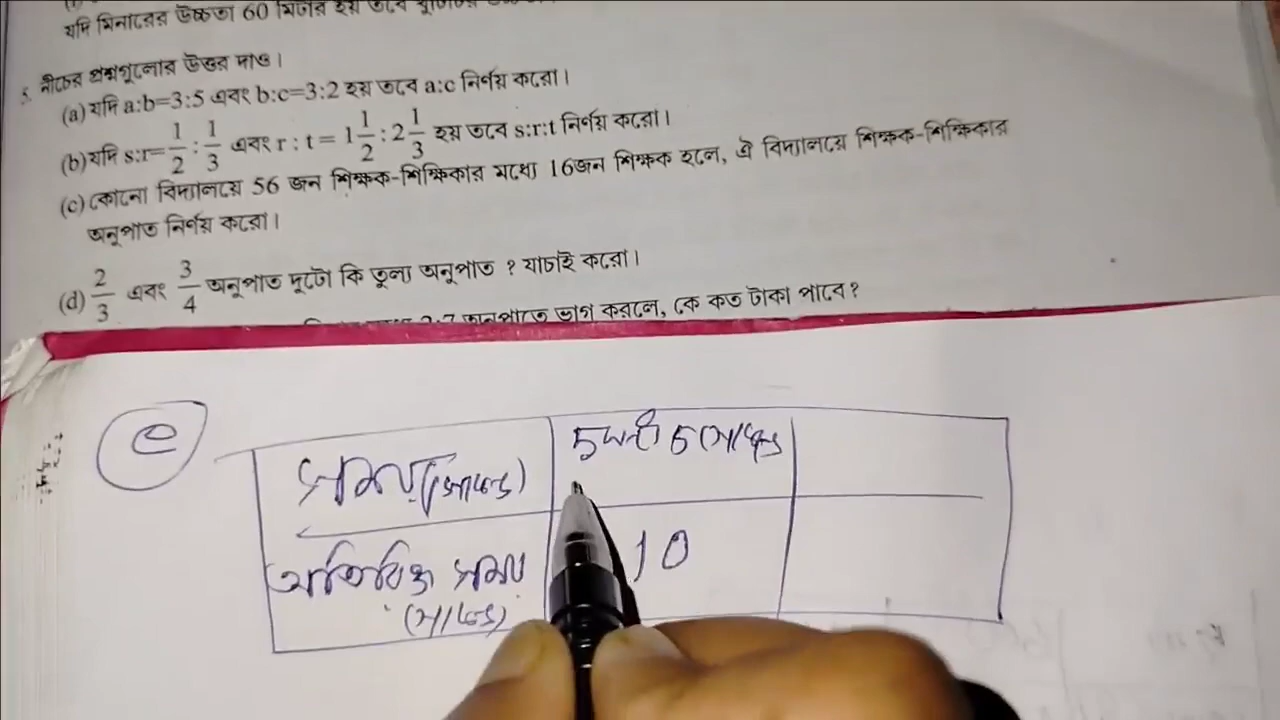 যদি মিনারের উচ্চতা 60 মিটার হয় তবে
5. নীচের প্রশ্নগুলোর উত্তর দাও।
(a) যদি a:b=3:5 এবং b:c=3:2 হয় তবে a:c নির্ণয় করো।
(b) যদি s:r= 1/2 : 1/3 এবং r : t = 1 1/2 : 2 1/3 হয় তবে s:r:t নির্ণয় করো।
(c) কোনো বিদ্যালয়ে 56 জন শিক্ষক-শিক্ষিকার মধ্যে 16জন শিক্ষক হলে, ঐ বিদ্যালয়ে শিক্ষক-শিক্ষিকার
অনুপাত নির্ণয় করো।
(d) 2/3 এবং 3/4 অনুপাত দুটো কি তুল্য অনুপাত ? যাচাই করো।
অনুপাতে ভাগ করলে, কে কত টাকা পাবে?
e
সময়(সাকেন্ড) 5 ঘন্টা 5
অতিরিক্ত সময় 10